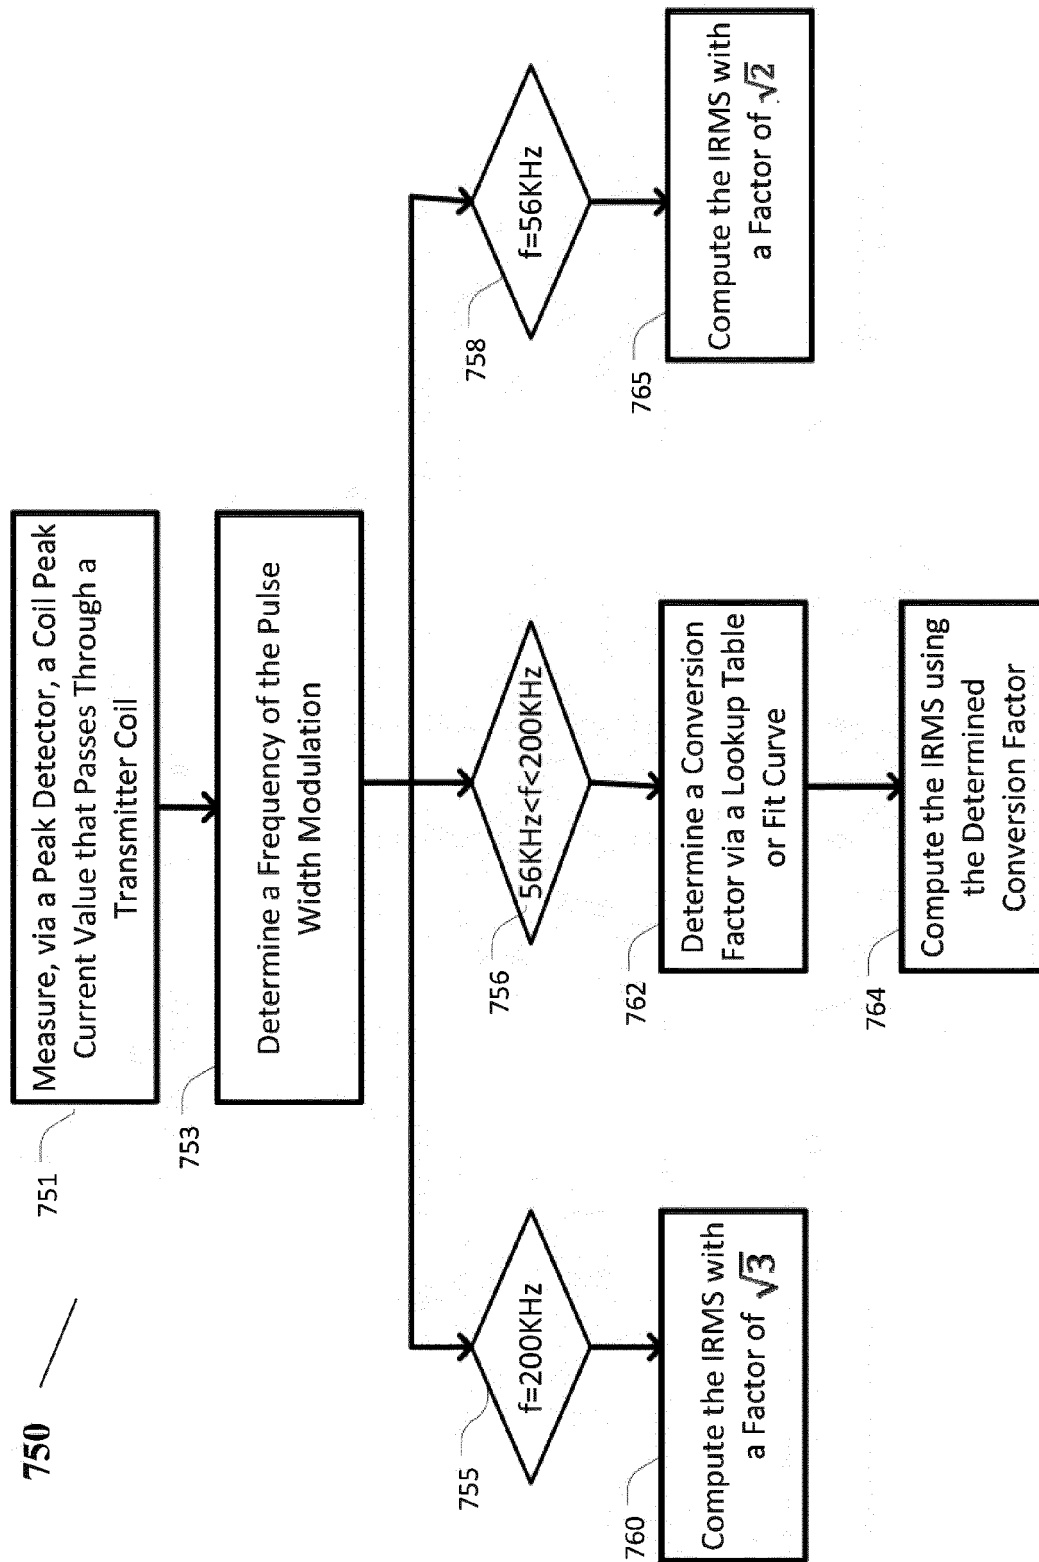 750
751
Measure, via a Peak Detector, a Coil Peak
Current Value that Passes Through a
Transmitter Coil
753
Determine a Frequency of the Pulse
Width Modulation
755
f=200KHz
756
56KHz<f<200KHz
758
f=56KHz
760
Compute the IRMS with
a Factor of √3
762
Determine a Conversion
Factor via a Lookup Table
or Fit Curve
765
Compute the IRMS with
a Factor of √2
764
Compute the IRMS using
the Determined
Conversion Factor